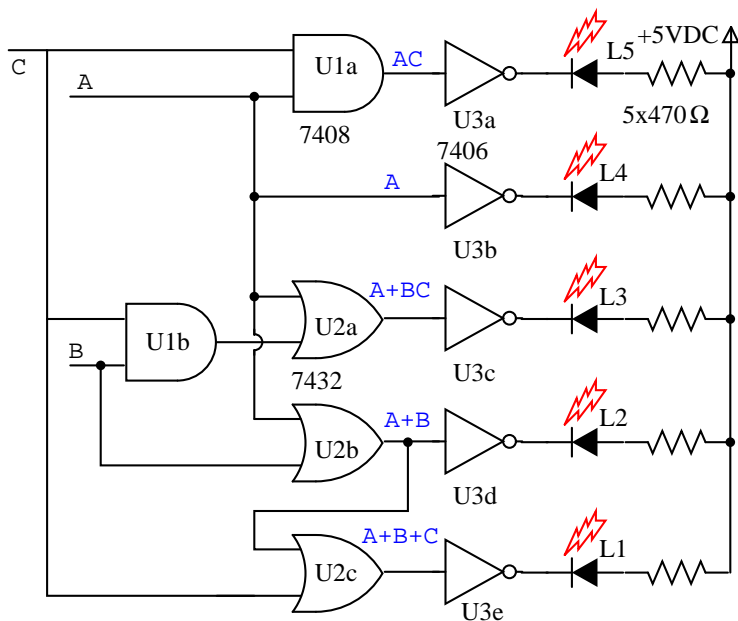 C
A
U1a
AC
L5
+5VDC
7408
U3a
5x470Ω
7406
A
L4
U3b
A+BC
L3
U1b
U2a
B
U3c
7432
A+B
L2
U2b
U3d
A+B+C
L1
U2c
U3e